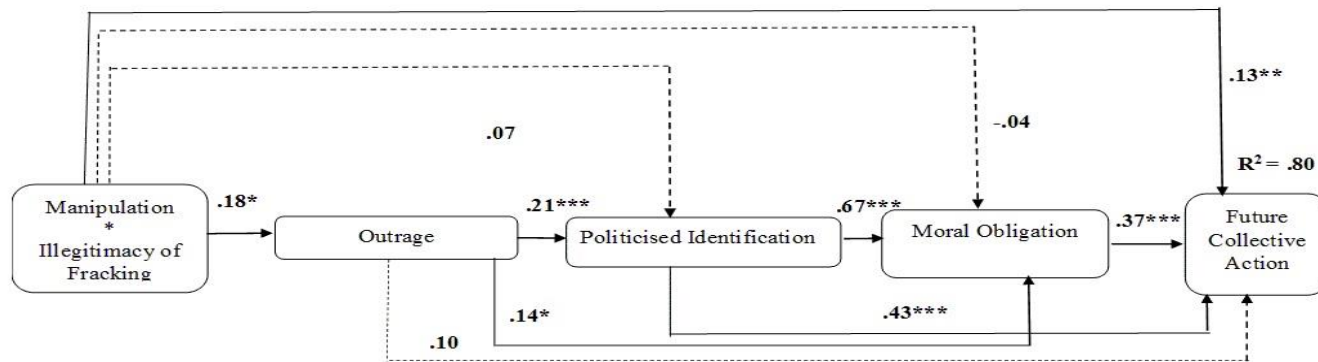 .13**
.07
-.04
R² = .80
Manipulation
*
Illegitimacy of
Fracking
.18*
Outrage
.21***
Politicised Identification
.67***
Moral Obligation
.37***
Future
Collective
Action
.14*
.43***
.10